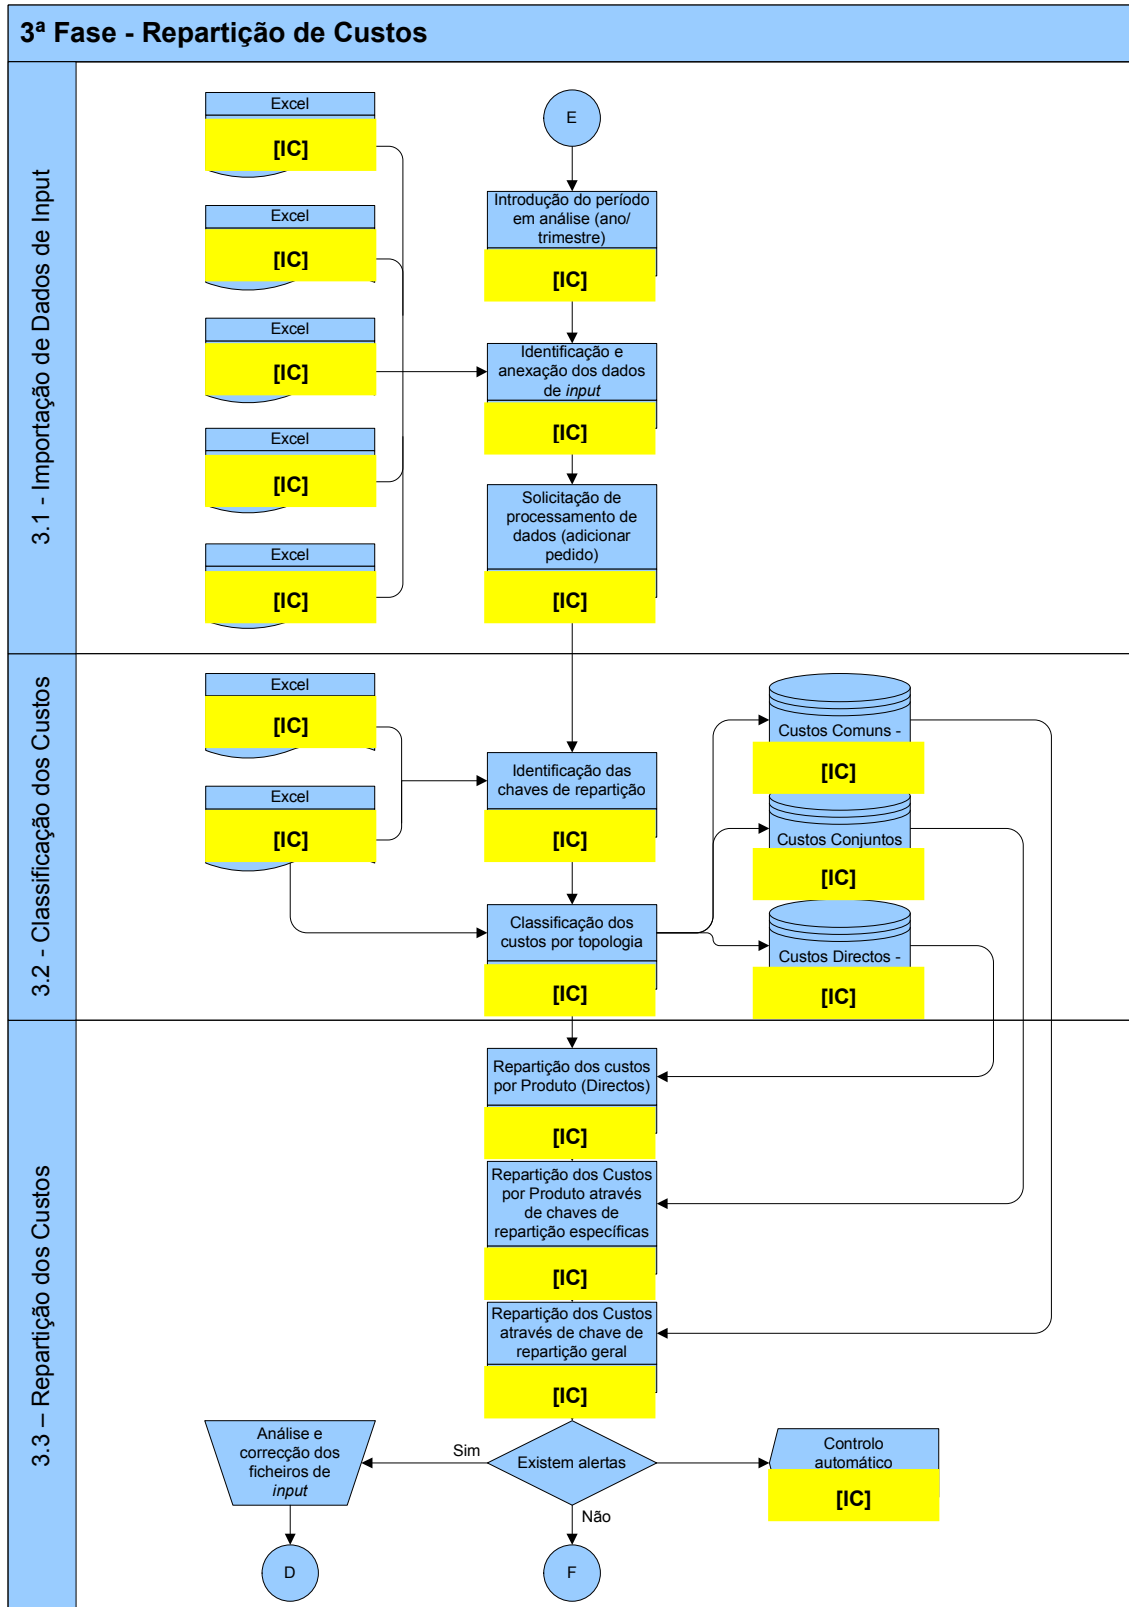 3ª Fase - Repartição de Custos
3.1 - Importação de Dados de Input
Excel
[IC]
Excel
[IC]
Excel
[IC]
Excel
[IC]
Excel
[IC]
E
Introdução do período
em análise (ano/
trimestre)
[IC]
Identificação e
anexação dos dados
de input
[IC]
Solicitação de
processamento de
dados (adicionar
pedido)
[IC]
3.2 - Classificação dos Custos
Excel
[IC]
Excel
[IC]
Identificação das
chaves de repartição
[IC]
Classificação dos
custos por topologia
[IC]
Custos Comuns -
[IC]
Custos Conjuntos
[IC]
Custos Directos -
[IC]
3.3 – Repartição dos Custos
Repartição dos custos
por Produto (Directos)
[IC]
Repartição dos Custos
por Produto através
de chaves de
repartição específicas
[IC]
Repartição dos Custos
através de chave de
repartição geral
[IC]
Análise e
correcção dos
ficheiros de
input
Sim
Existem alertas
Controlo
automático
[IC]
Não
D
F